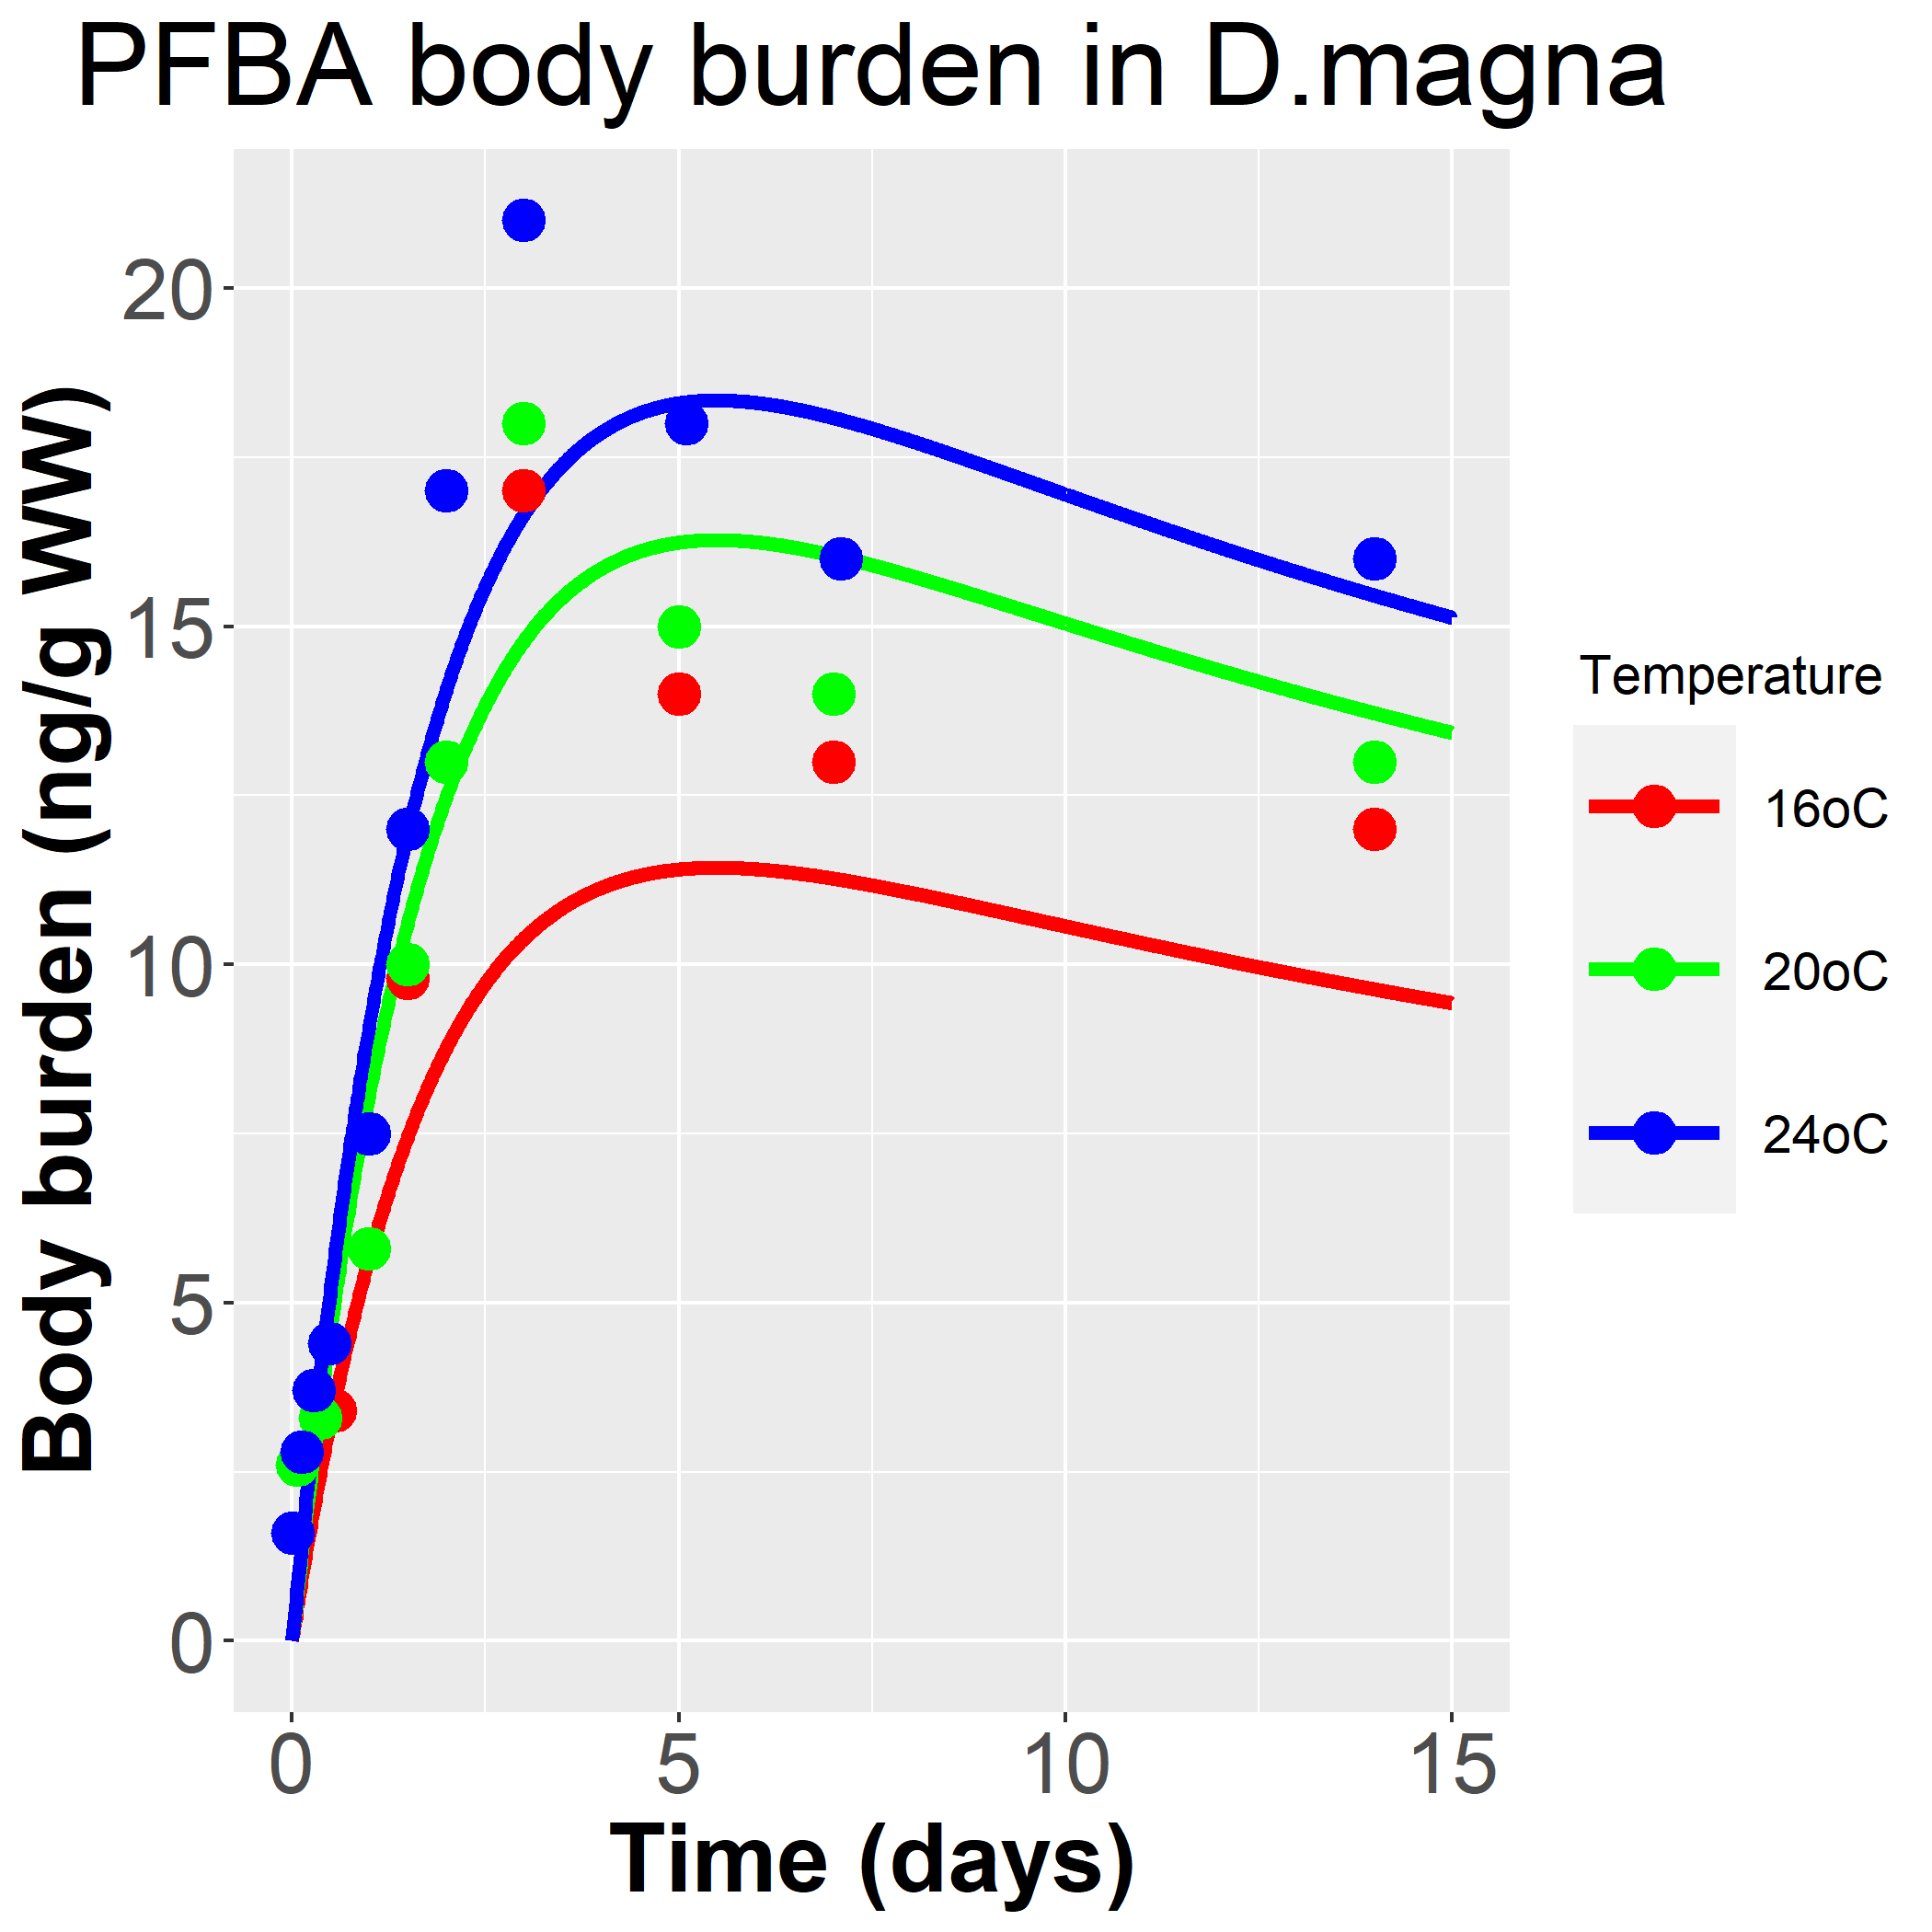 PFBA body burden in D.magna
Body burden (ng/g WW)
20
15
10
5
0
0 5 10 15
Time (days)
Temperature
16oC
20oC
24oC